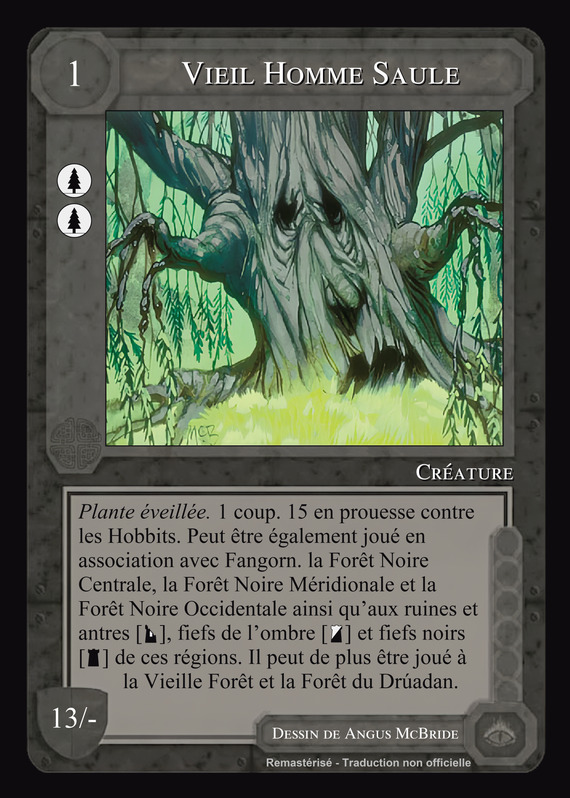 1
Vieil Homme Saule
MCB
Créature
Plante éveillée. 1 coup. 15 en prouesse contre
les Hobbits. Peut être également joué en
association avec Fangorn. la Forêt Noire
Centrale, la Forêt Noire Méridionale et la
Forêt Noire Occidentale ainsi qu'aux ruines et
antres [ ], fiefs de l'ombre [ ] et fiefs noirs
[ ] de ces régions. Il peut de plus être joué à
la Vieille Forêt et la Forêt du Drúadan.
13/-
Dessin de Angus McBride
Remastérisé - Traduction non officielle